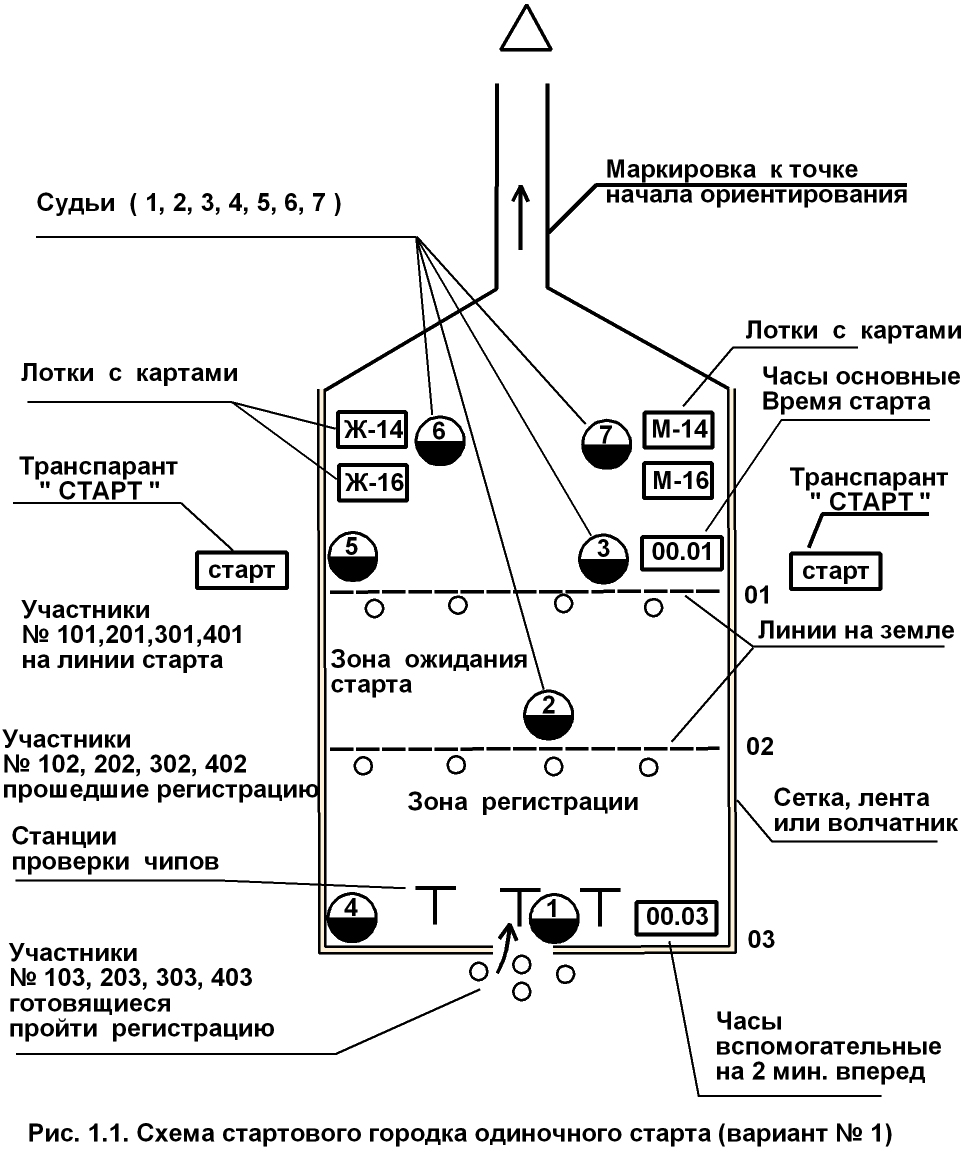 Маркировка к точке
начала ориентирования
Судьи ( 1, 2, 3, 4, 5, 6, 7 )
Лотки с картами
Часы основные
Время старта
Лотки с картами
Ж-14
6
7
М-14
Ж-16
М-16
Транспарант
" СТАРТ "
Транспарант
" СТАРТ "
5
3
00.01
старт
старт
01
Участники
№ 101,201,301,401
на линии старта
Линии на земле
Зона ожидания
старта
2
02
Участники
№ 102, 202, 302, 402
прошедшие регистрацию
Зона регистрации
Сетка, лента
или волчатник
Станции
проверки чипов
4
1
00.03
03
Участники
№ 103, 203, 303, 403
готовящиеся
пройти регистрацию
Часы
вспомогательные
на 2 мин. вперед
Рис. 1.1. Схема стартового городка одиночного старта (вариант № 1)